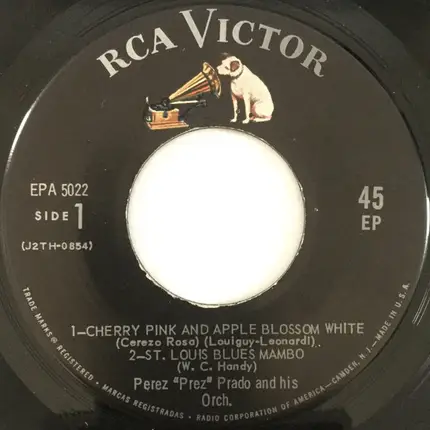 RCA VICTOR
EPA 5022
SIDE 1
(J2TH-0854)
45
EP
1—CHERRY PINK AND APPLE BLOSSOM WHITE
(Cerezo Rosa) (Louiguy-Leonardi)
2—ST. LOUIS BLUES MAMBO
(W. C. Handy)
Perez "Prez" Prado and his
Orch.
TRADE MARKS ® REGISTERED • MARCAS REGISTRADAS • RADIO CORPORATION OF AMERICA—CAMDEN, N. J.—MADE IN U.S.A.